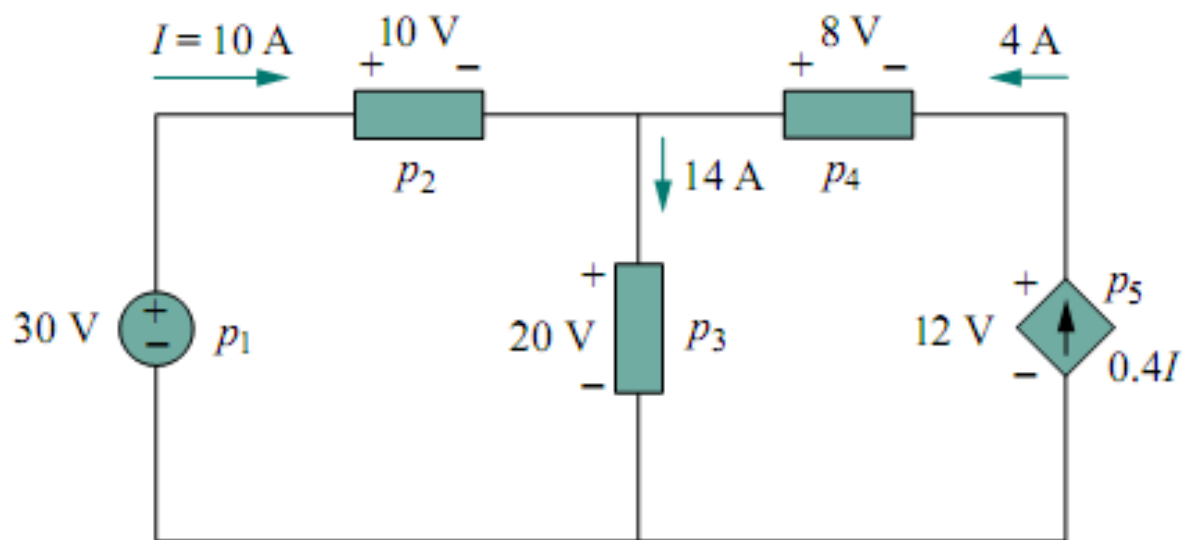 I = 10 A
10 V
+ −
8 V
+ −
4 A
p2
14 A
p4
30 V
+
−
p1
+
20 V
−
p3
+
12 V
−
p5
0.4I